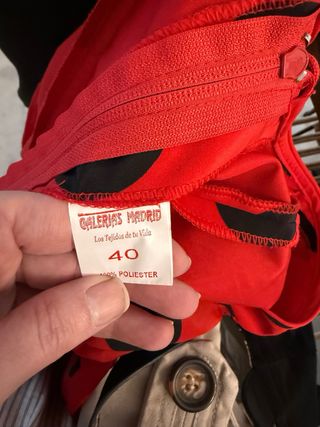 GALERIAS MADRID
Los Tejidos de tu Vida
40
100% POLIESTER